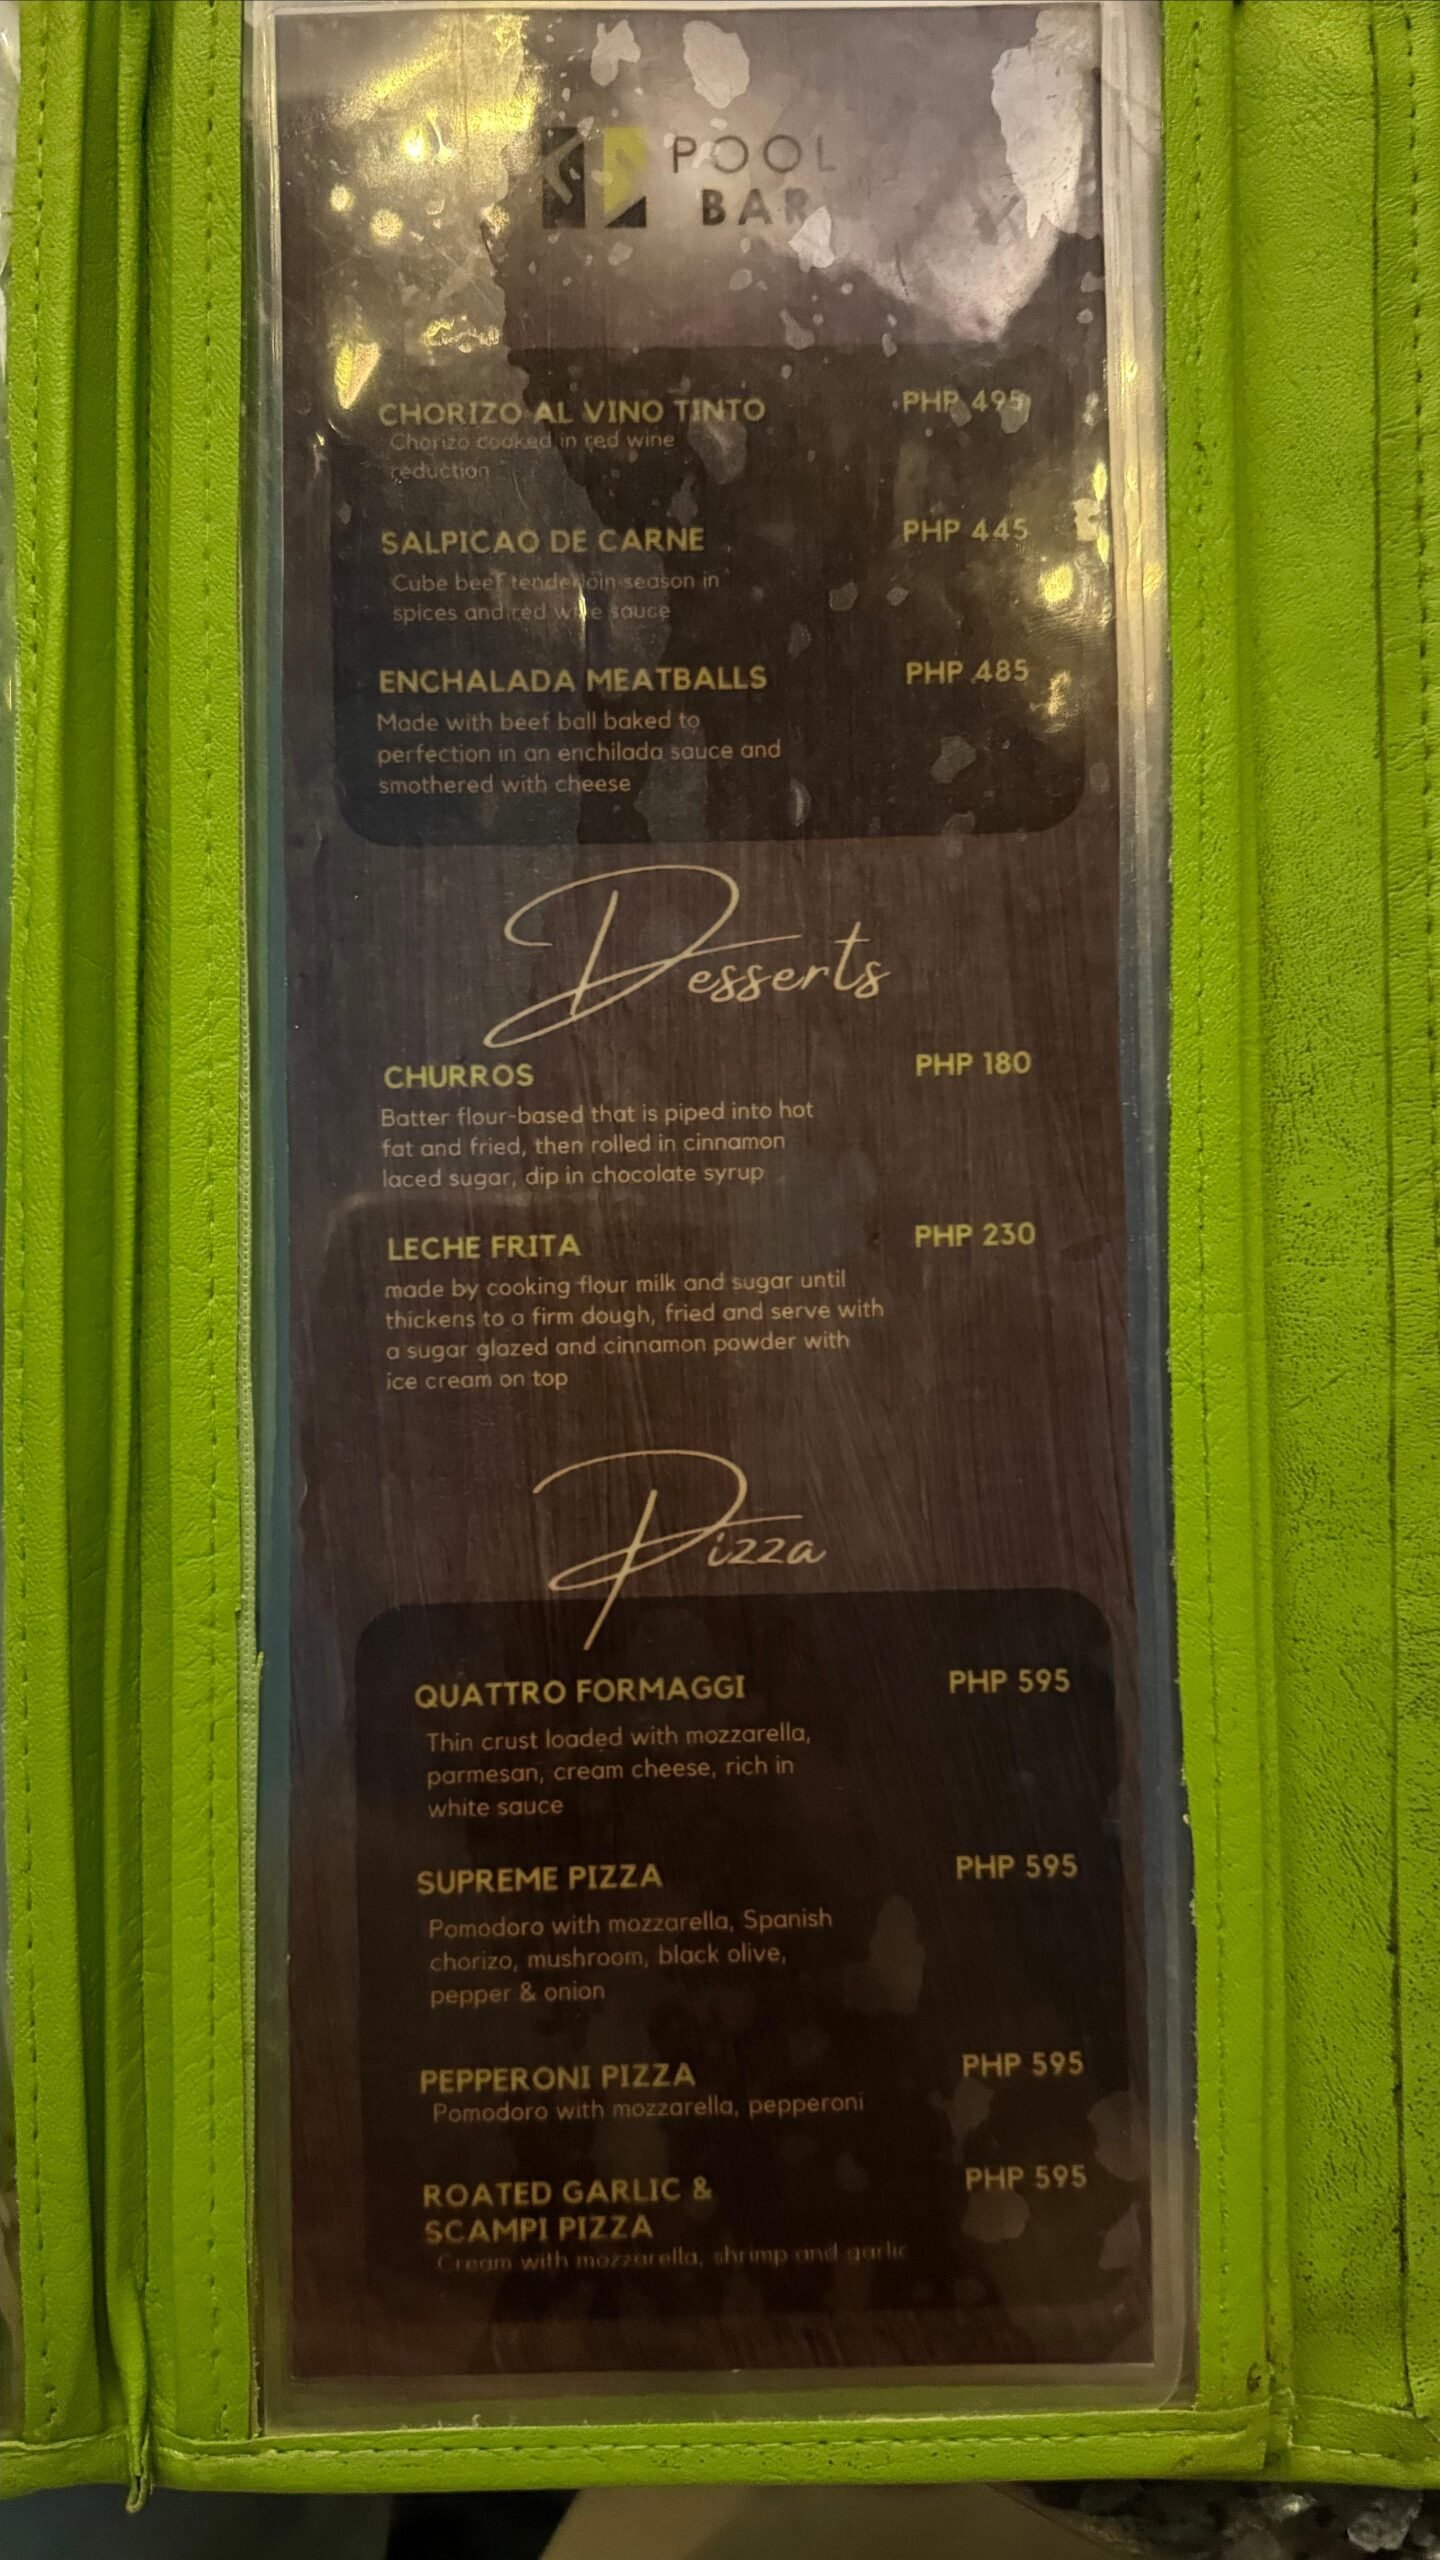 POOL
BAR
CHORIZO AL VINO TINTO PHP 495
Chorizo cooked in red wine
reduction
SALPICAO DE CARNE PHP 445
Cube beef tenderloin season in
spices and red wine sauce
ENCHALADA MEATBALLS PHP 485
Made with beef ball baked to
perfection in an enchilada sauce and
smothered with cheese
Desserts
CHURROS PHP 180
Batter flour-based that is piped into hot
fat and fried, then rolled in cinnamon
laced sugar, dip in chocolate syrup
LECHE FRITA PHP 230
made by cooking flour milk and sugar until
thickens to a firm dough, fried and serve with
a sugar glazed and cinnamon powder with
ice cream on top
Pizza
QUATTRO FORMAGGI PHP 595
Thin crust loaded with mozzarella,
parmesan, cream cheese, rich in
white sauce
SUPREME PIZZA PHP 595
Pomodoro with mozzarella, Spanish
chorizo, mushroom, black olive,
pepper & onion
PEPPERONI PIZZA PHP 595
Pomodoro with mozzarella, pepperoni
ROATED GARLIC & PHP 595
SCAMPI PIZZA
Cream with mozzarella, shrimp and garlic